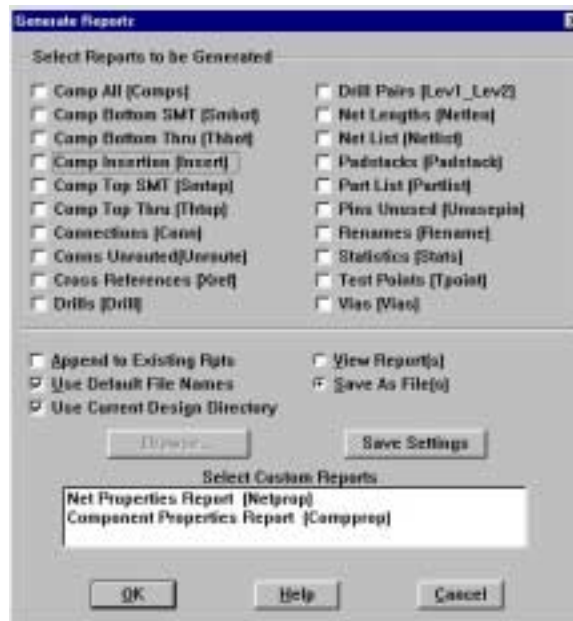 Generate Reports
Select Reports to be Generated
Comp All (Comps)
Comp Bottom SMT (Smbot)
Comp Bottom Thru (Thbot)
Comp Insertion (Insert)
Comp Top SMT (Smtop)
Comp Top Thru (Thtop)
Connections (Conn)
Conns Unrouted(Unroute)
Cross References (Xref)
Drills (Drill)
Drill Pairs (Lev1_Lev2)
Net Lengths (Netlen)
Net List (Netlist)
Padstacks (Padstack)
Part List (Partlist)
Pins Unused (Unusepin)
Renames (Rename)
Statistics (Stats)
Test Points (Tpoint)
Vias (Vias)
Append to Existing Rpts
Use Default File Names
Use Current Design Directory
View Report(s)
Save As File(s)
Browse...
Save Settings
Select Custom Reports
Net Properties Report (Netprop)
Component Properties Report (Compprop)
OK
Help
Cancel